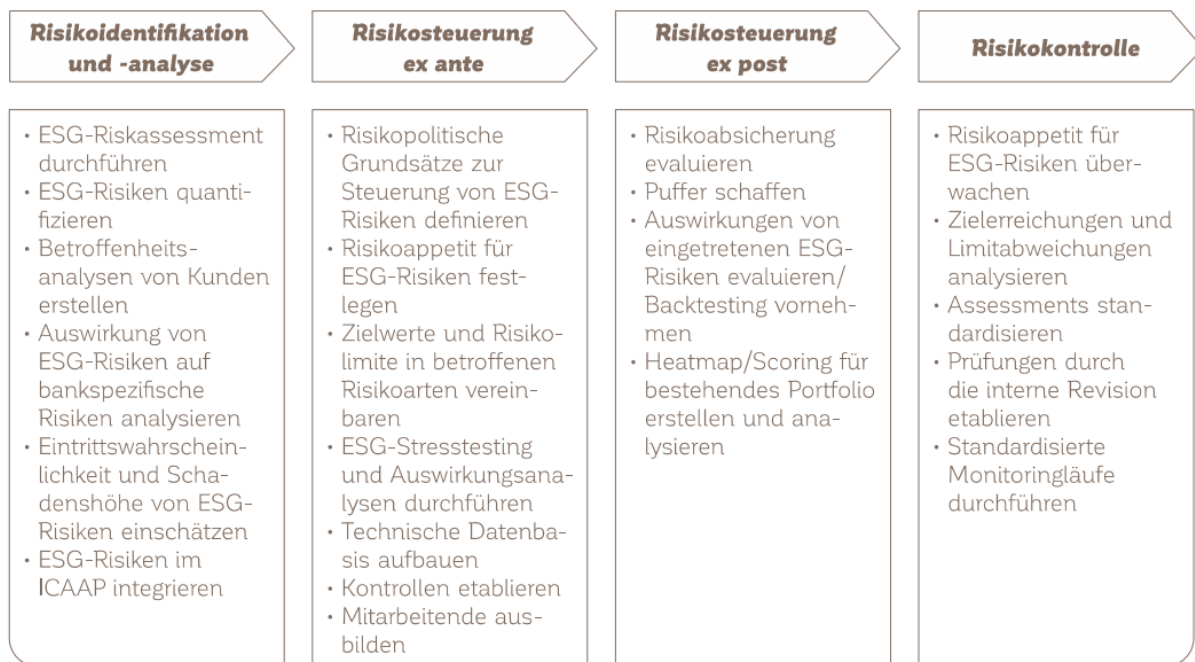 Risikoidentifikation
und -analyse
• ESG-Riskassessment
durchführen
• ESG-Risiken quanti-
fizieren
• Betroffenheits-
analysen von Kunden
erstellen
• Auswirkung von
ESG-Risiken auf
bankspezifische
Risiken analysieren
• Eintrittswahrschein-
lichkeit und Scha-
denshöhe von ESG-
Risiken einschätzen
• ESG-Risiken im
ICAAP integrieren
Risikosteuerung
ex ante
• Risikopolitische
Grundsätze zur
Steuerung von ESG-
Risiken definieren
• Risikoappetit für
ESG-Risiken fest-
legen
• Zielwerte und Risiko-
limite in betroffenen
Risikoarten verein-
baren
• ESG-Stresstesting
und Auswirkungsana-
lysen durchführen
• Technische Datenba-
sis aufbauen
• Kontrollen etablieren
• Mitarbeitende aus-
bilden
Risikosteuerung
ex post
• Risikoabsicherung
evaluieren
• Puffer schaffen
• Auswirkungen von
eingetretenen ESG-
Risiken evaluieren/
Backtesting vorneh-
men
• Heatmap/Scoring für
bestehendes Portfolio
erstellen und ana-
lysieren
Risikokontrolle
• Risikoappetit für
ESG-Risiken über-
wachen
• Zielerreichungen und
Limitabweichungen
analysieren
• Assessments stan-
dardisieren
• Prüfungen durch
die interne Revision
etablieren
• Standardisierte
Monitoringläufe
durchführen